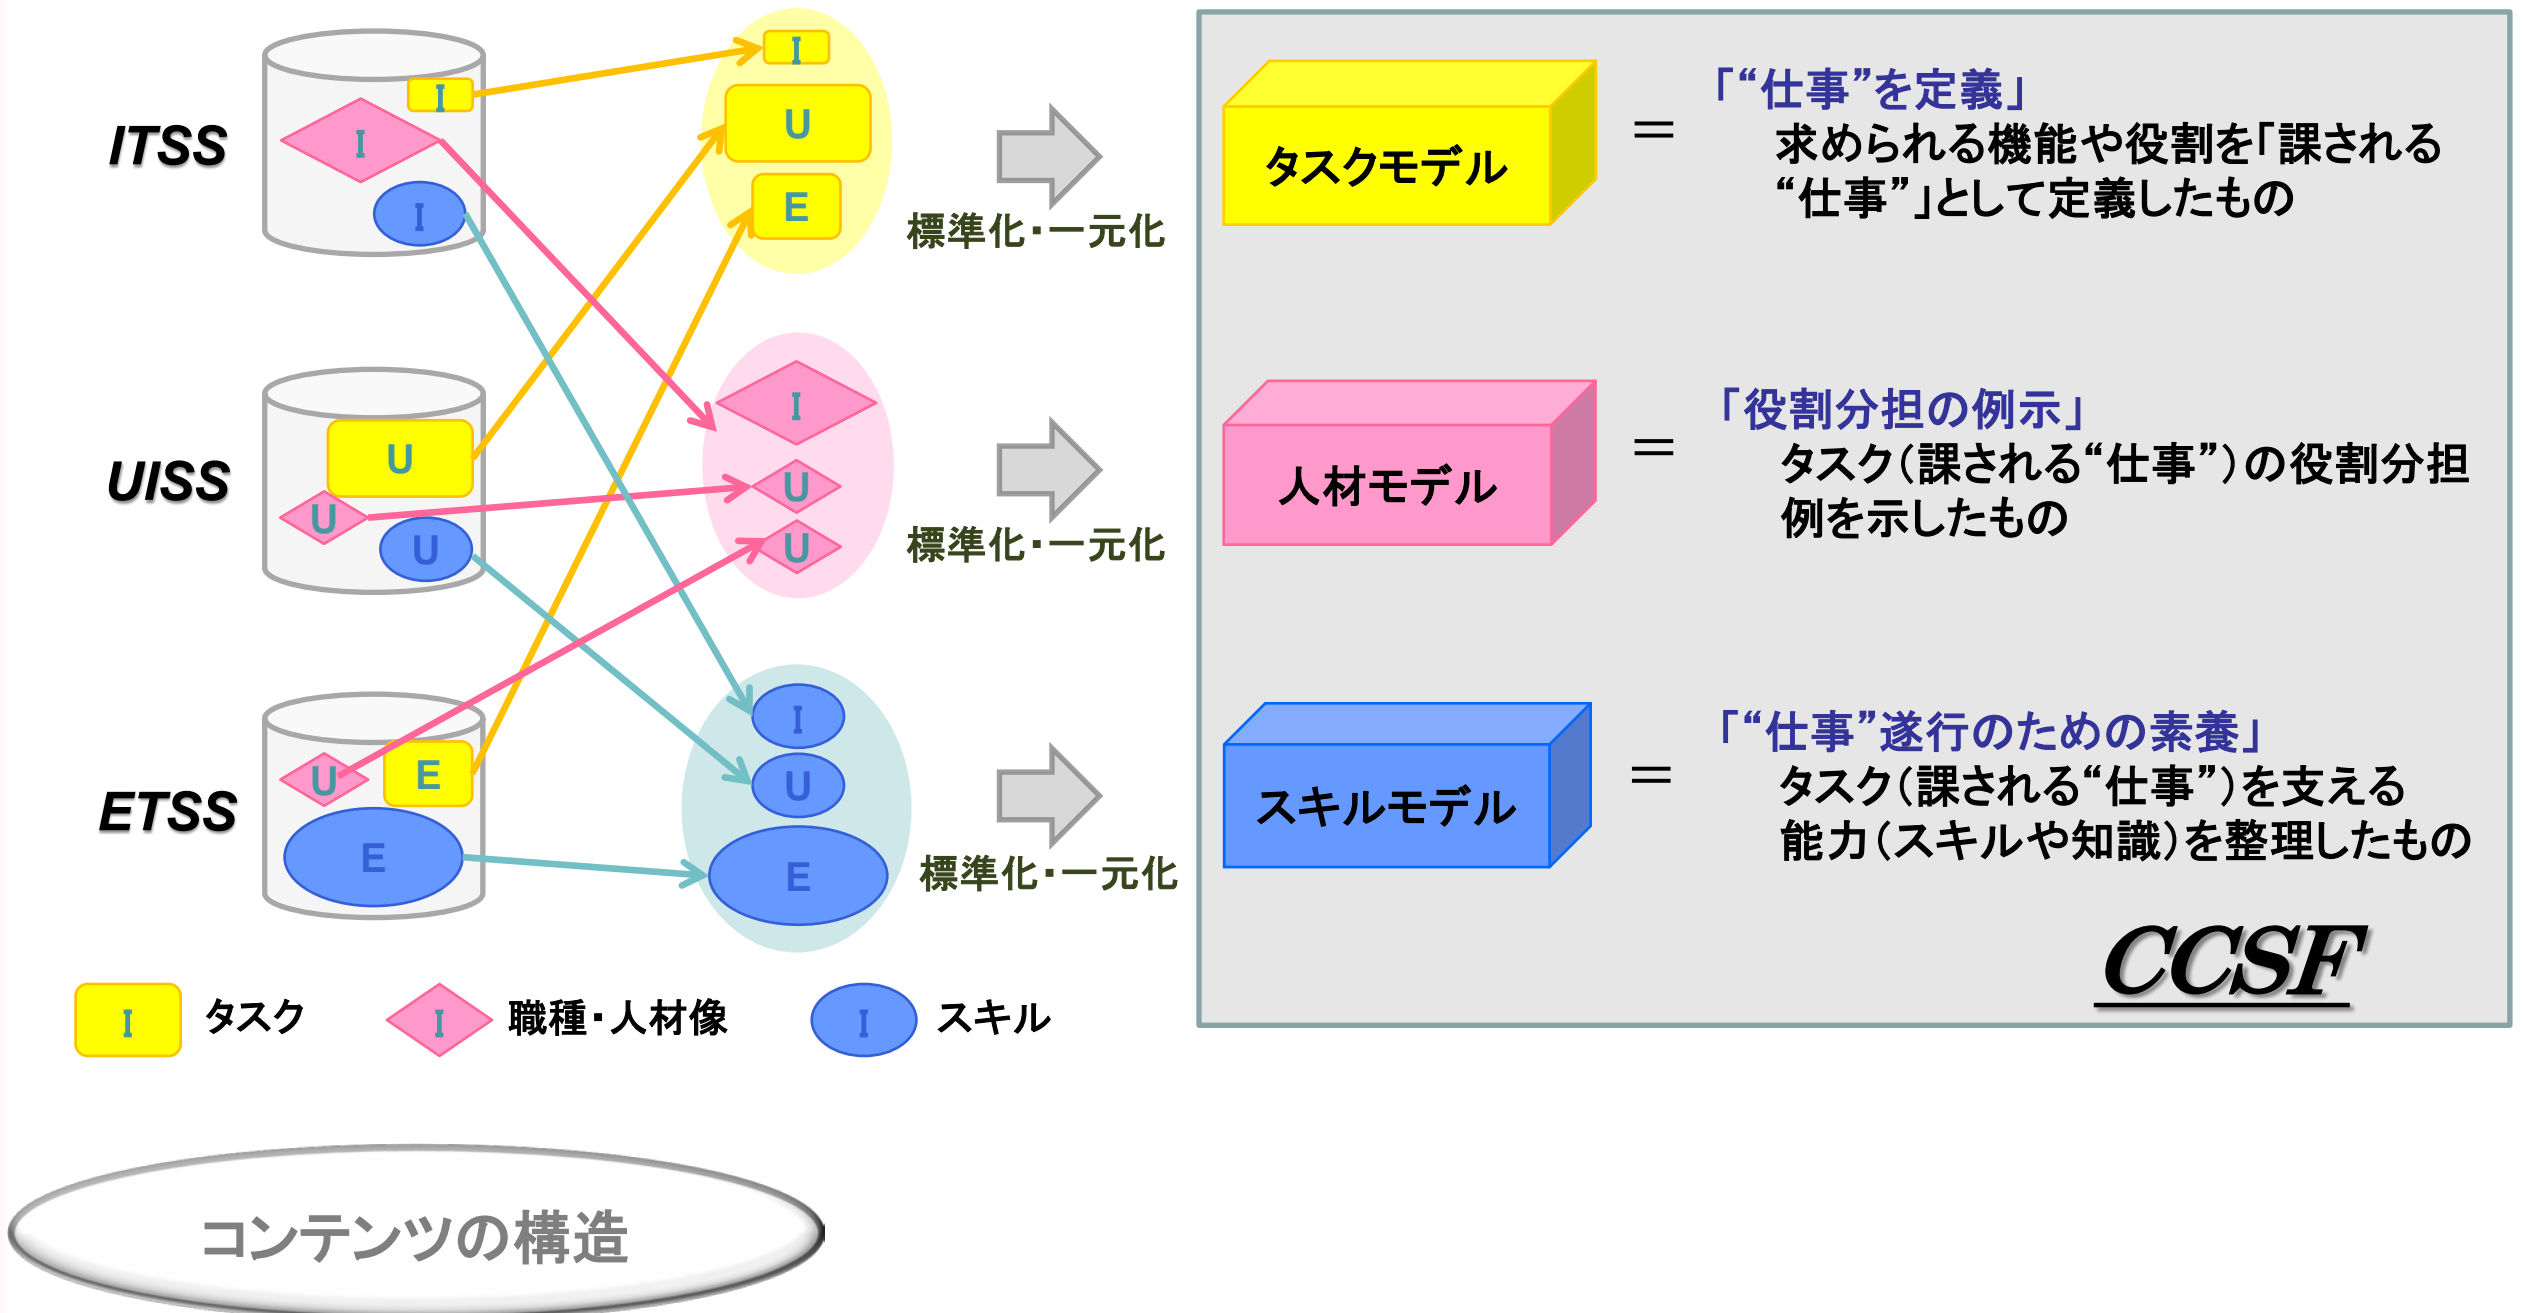 ITSS
I
I
I
UISS
U
U
U
ETSS
U
E
E
I
U
E
標準化・一元化
I
U
U
標準化・一元化
I
U
E
標準化・一元化
タスクモデル
=
「“仕事”を定義」
求められる機能や役割を「課される
“仕事”」として定義したもの
人材モデル
=
「役割分担の例示」
タスク(課される“仕事”)の役割分担
例を示したもの
スキルモデル
=
「“仕事”遂行のための素養」
タスク(課される“仕事”)を支える
能力(スキルや知識)を整理したもの
CCSF
I タスク
I 職種・人材像
I スキル
コンテンツの構造